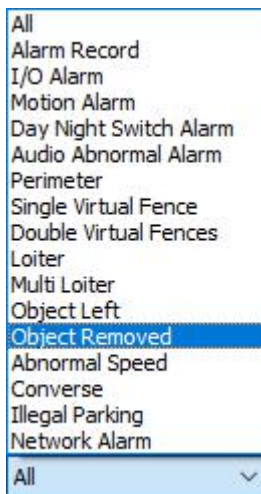 All
Alarm Record
I/O Alarm
Motion Alarm
Day Night Switch Alarm
Audio Abnormal Alarm
Perimeter
Single Virtual Fence
Double Virtual Fences
Loiter
Multi Loiter
Object Left
Object Removed
Abnormal Speed
Converse
Illegal Parking
Network Alarm
All